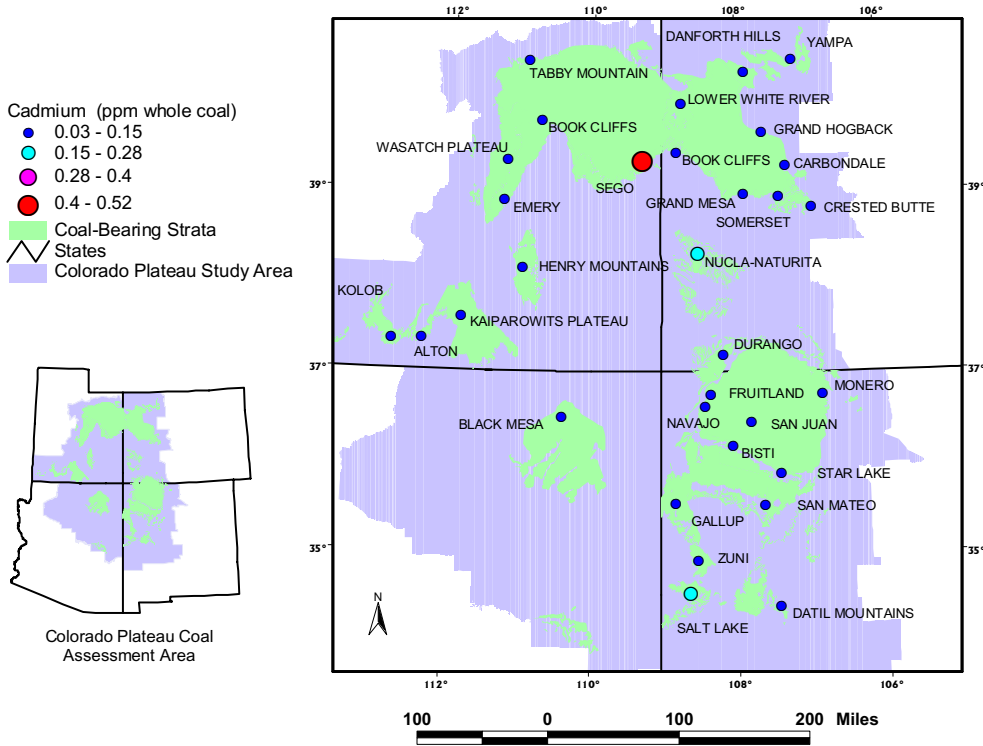 112° 110° 108° 106°
DANFORTH HILLS
YAMPA
TABBY MOUNTAIN
LOWER WHITE RIVER
BOOK CLIFFS
GRAND HOGBACK
WASATCH PLATEAU
BOOK CLIFFS
CARBONDALE
39°
39°
SEGO
GRAND MESA
EMERY
SOMERSET
CRESTED BUTTE
NUCLA-NATURITA
HENRY MOUNTAINS
KOLOB
KAIPAROWITS PLATEAU
ALTON
DURANGO
37°
37°
MONERO
FRUITLAND
BLACK MESA
NAVAJO
SAN JUAN
BISTI
STAR LAKE
SAN MATEO
GALLUP
35°
35°
ZUNI
N
DATIL MOUNTAINS
SALT LAKE
112° 110° 108° 106°
100 0 100 200 Miles
Cadmium (ppm whole coal)
0.03 - 0.15
0.15 - 0.28
0.28 - 0.4
0.4 - 0.52
Coal-Bearing Strata
States
Colorado Plateau Study Area
Colorado Plateau Coal
Assessment Area